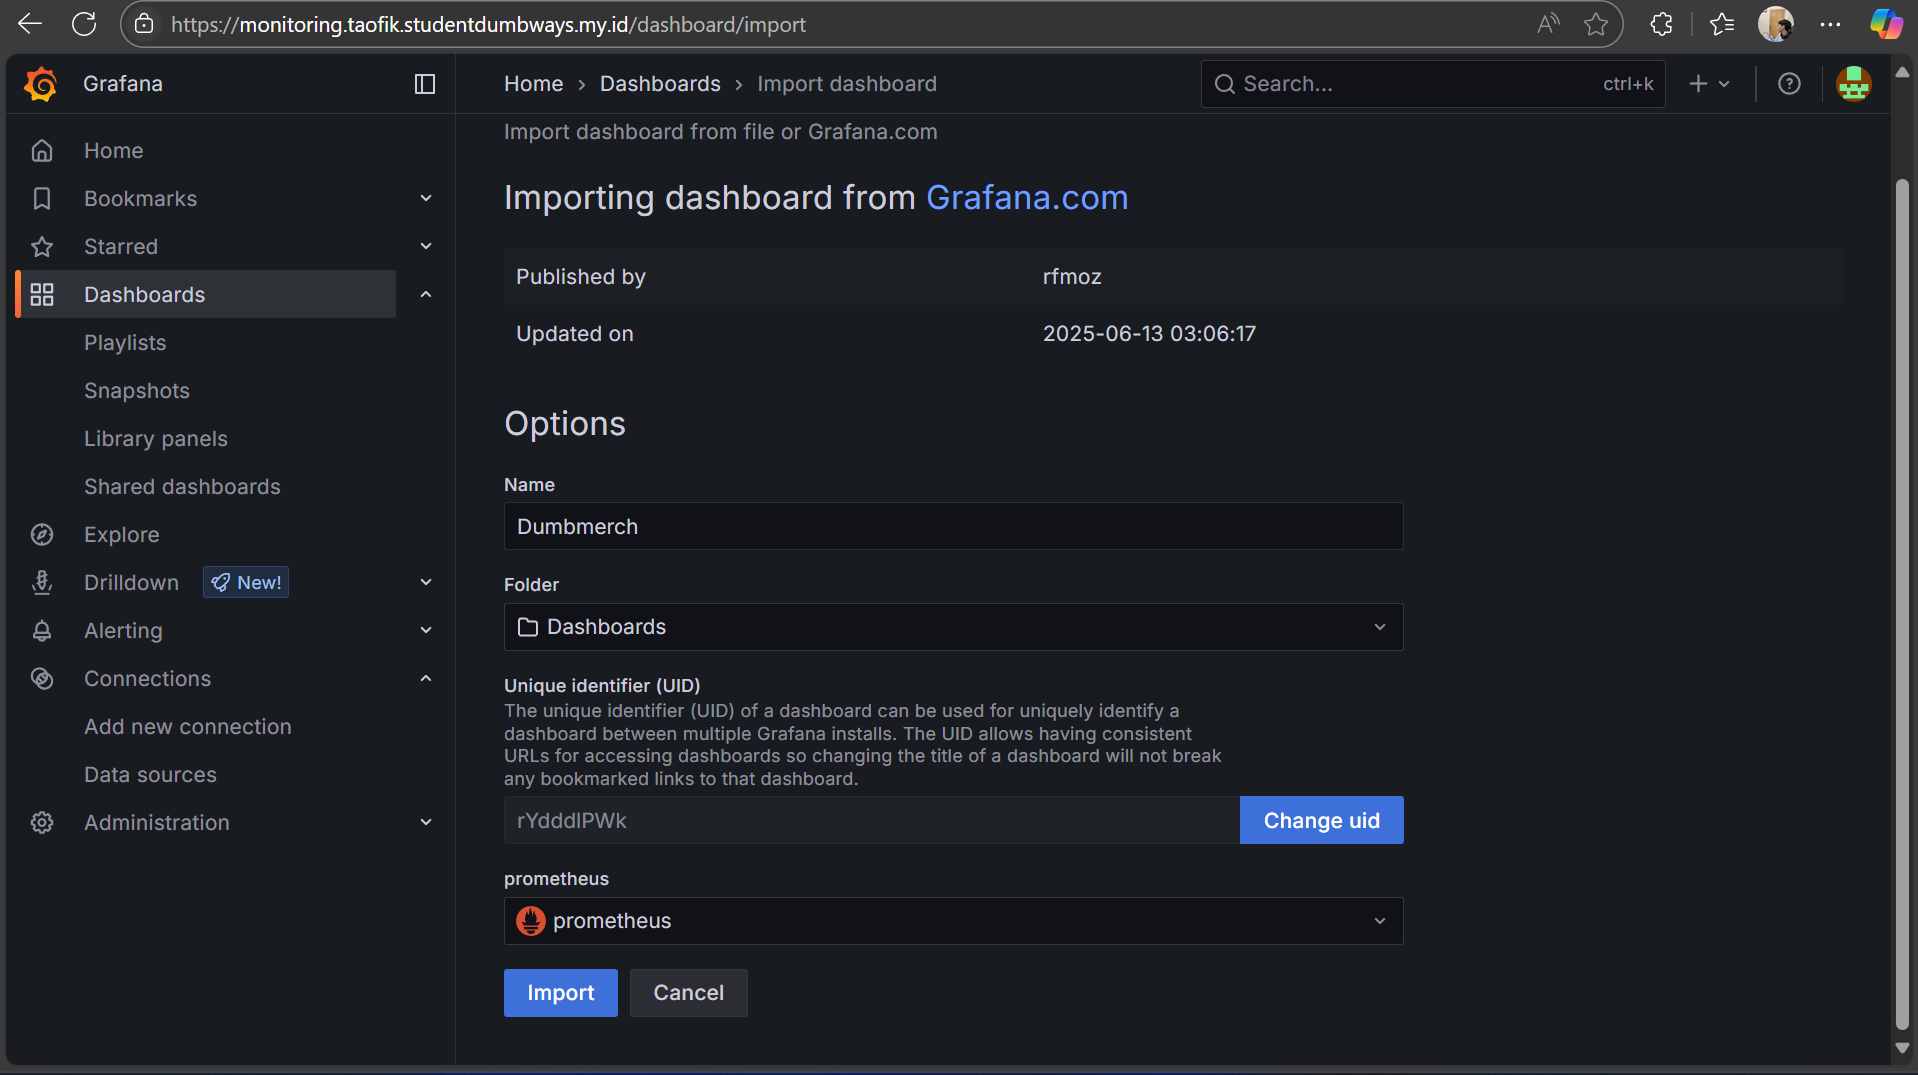 https://monitoring.taofik.studentdumbways.my.id/dashboard/import
Grafana
Home › Dashboards › Import dashboard
Search...
ctrl+k
Home
Bookmarks
Starred
Dashboards
Playlists
Snapshots
Library panels
Shared dashboards
Explore
Drilldown
New!
Alerting
Connections
Add new connection
Data sources
Administration
Import dashboard from file or Grafana.com
Importing dashboard from Grafana.com
Published by rfmoz
Updated on 2025-06-13 03:06:17
Options
Name
Dumbmerch
Folder
Dashboards
Unique identifier (UID)
The unique identifier (UID) of a dashboard can be used for uniquely identify a
dashboard between multiple Grafana installs. The UID allows having consistent
URLs for accessing dashboards so changing the title of a dashboard will not break
any bookmarked links to that dashboard.
rYdddlPWk
Change uid
prometheus
prometheus
Import
Cancel